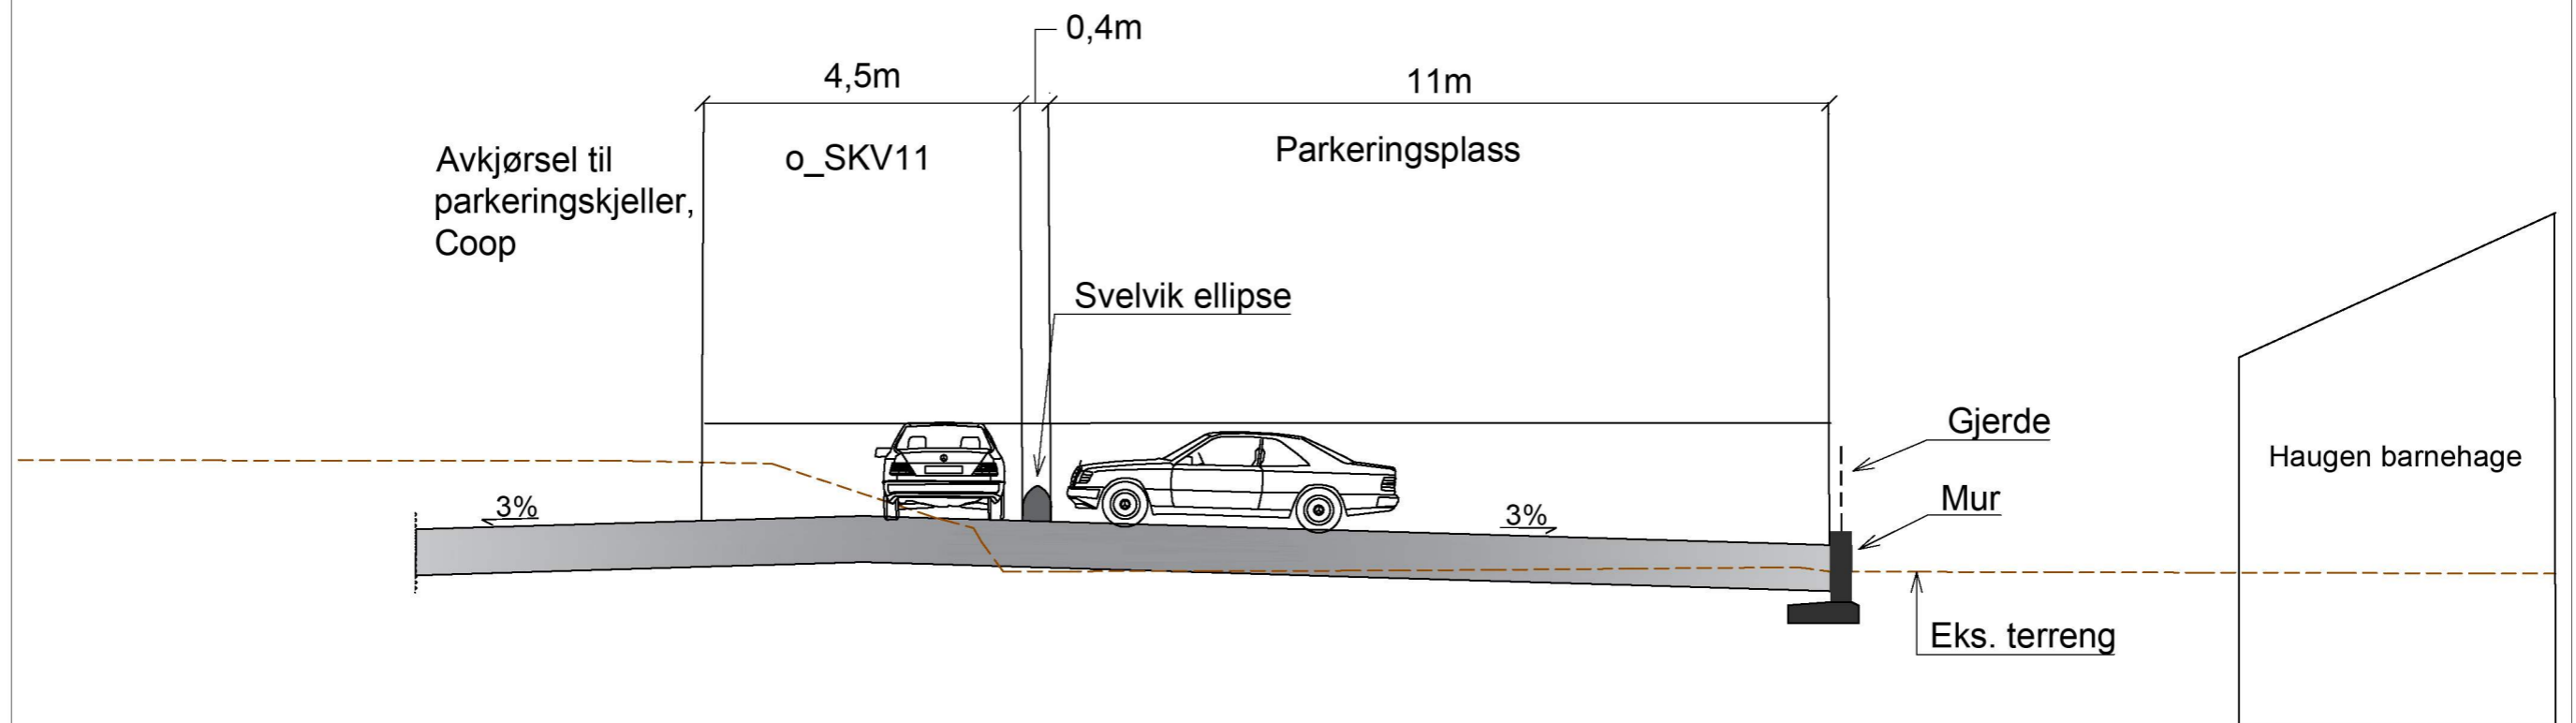 0,4m
4,5m
11m
Avkjørsel til
parkeringskjeller,
Coop
o_SKV11
Parkeringsplass
Svelvik ellipse
Gjerde
Haugen barnehage
Mur
3%
3%
Eks. terreng